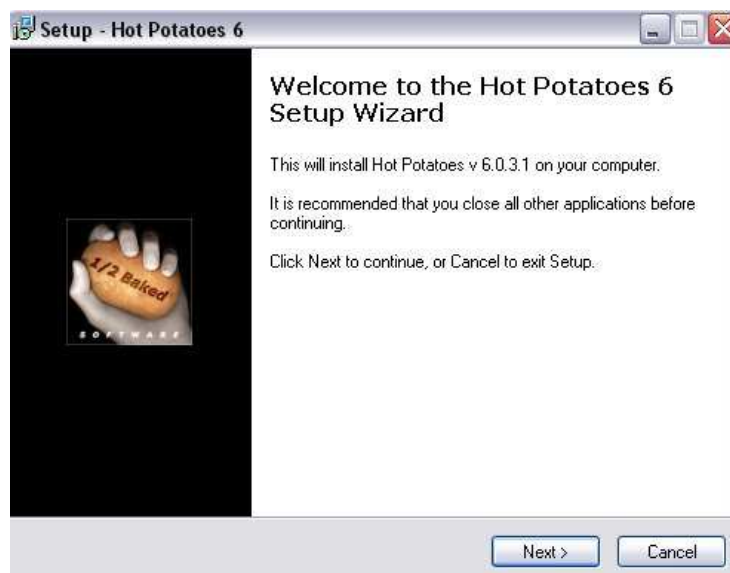 Setup - Hot Potatoes 6
Welcome to the Hot Potatoes 6
Setup Wizard
This will install Hot Potatoes v 6.0.3.1 on your computer.
It is recommended that you close all other applications before
continuing.
Click Next to continue, or Cancel to exit Setup.
1/2 Baked
SOFTWARE
Next >
Cancel